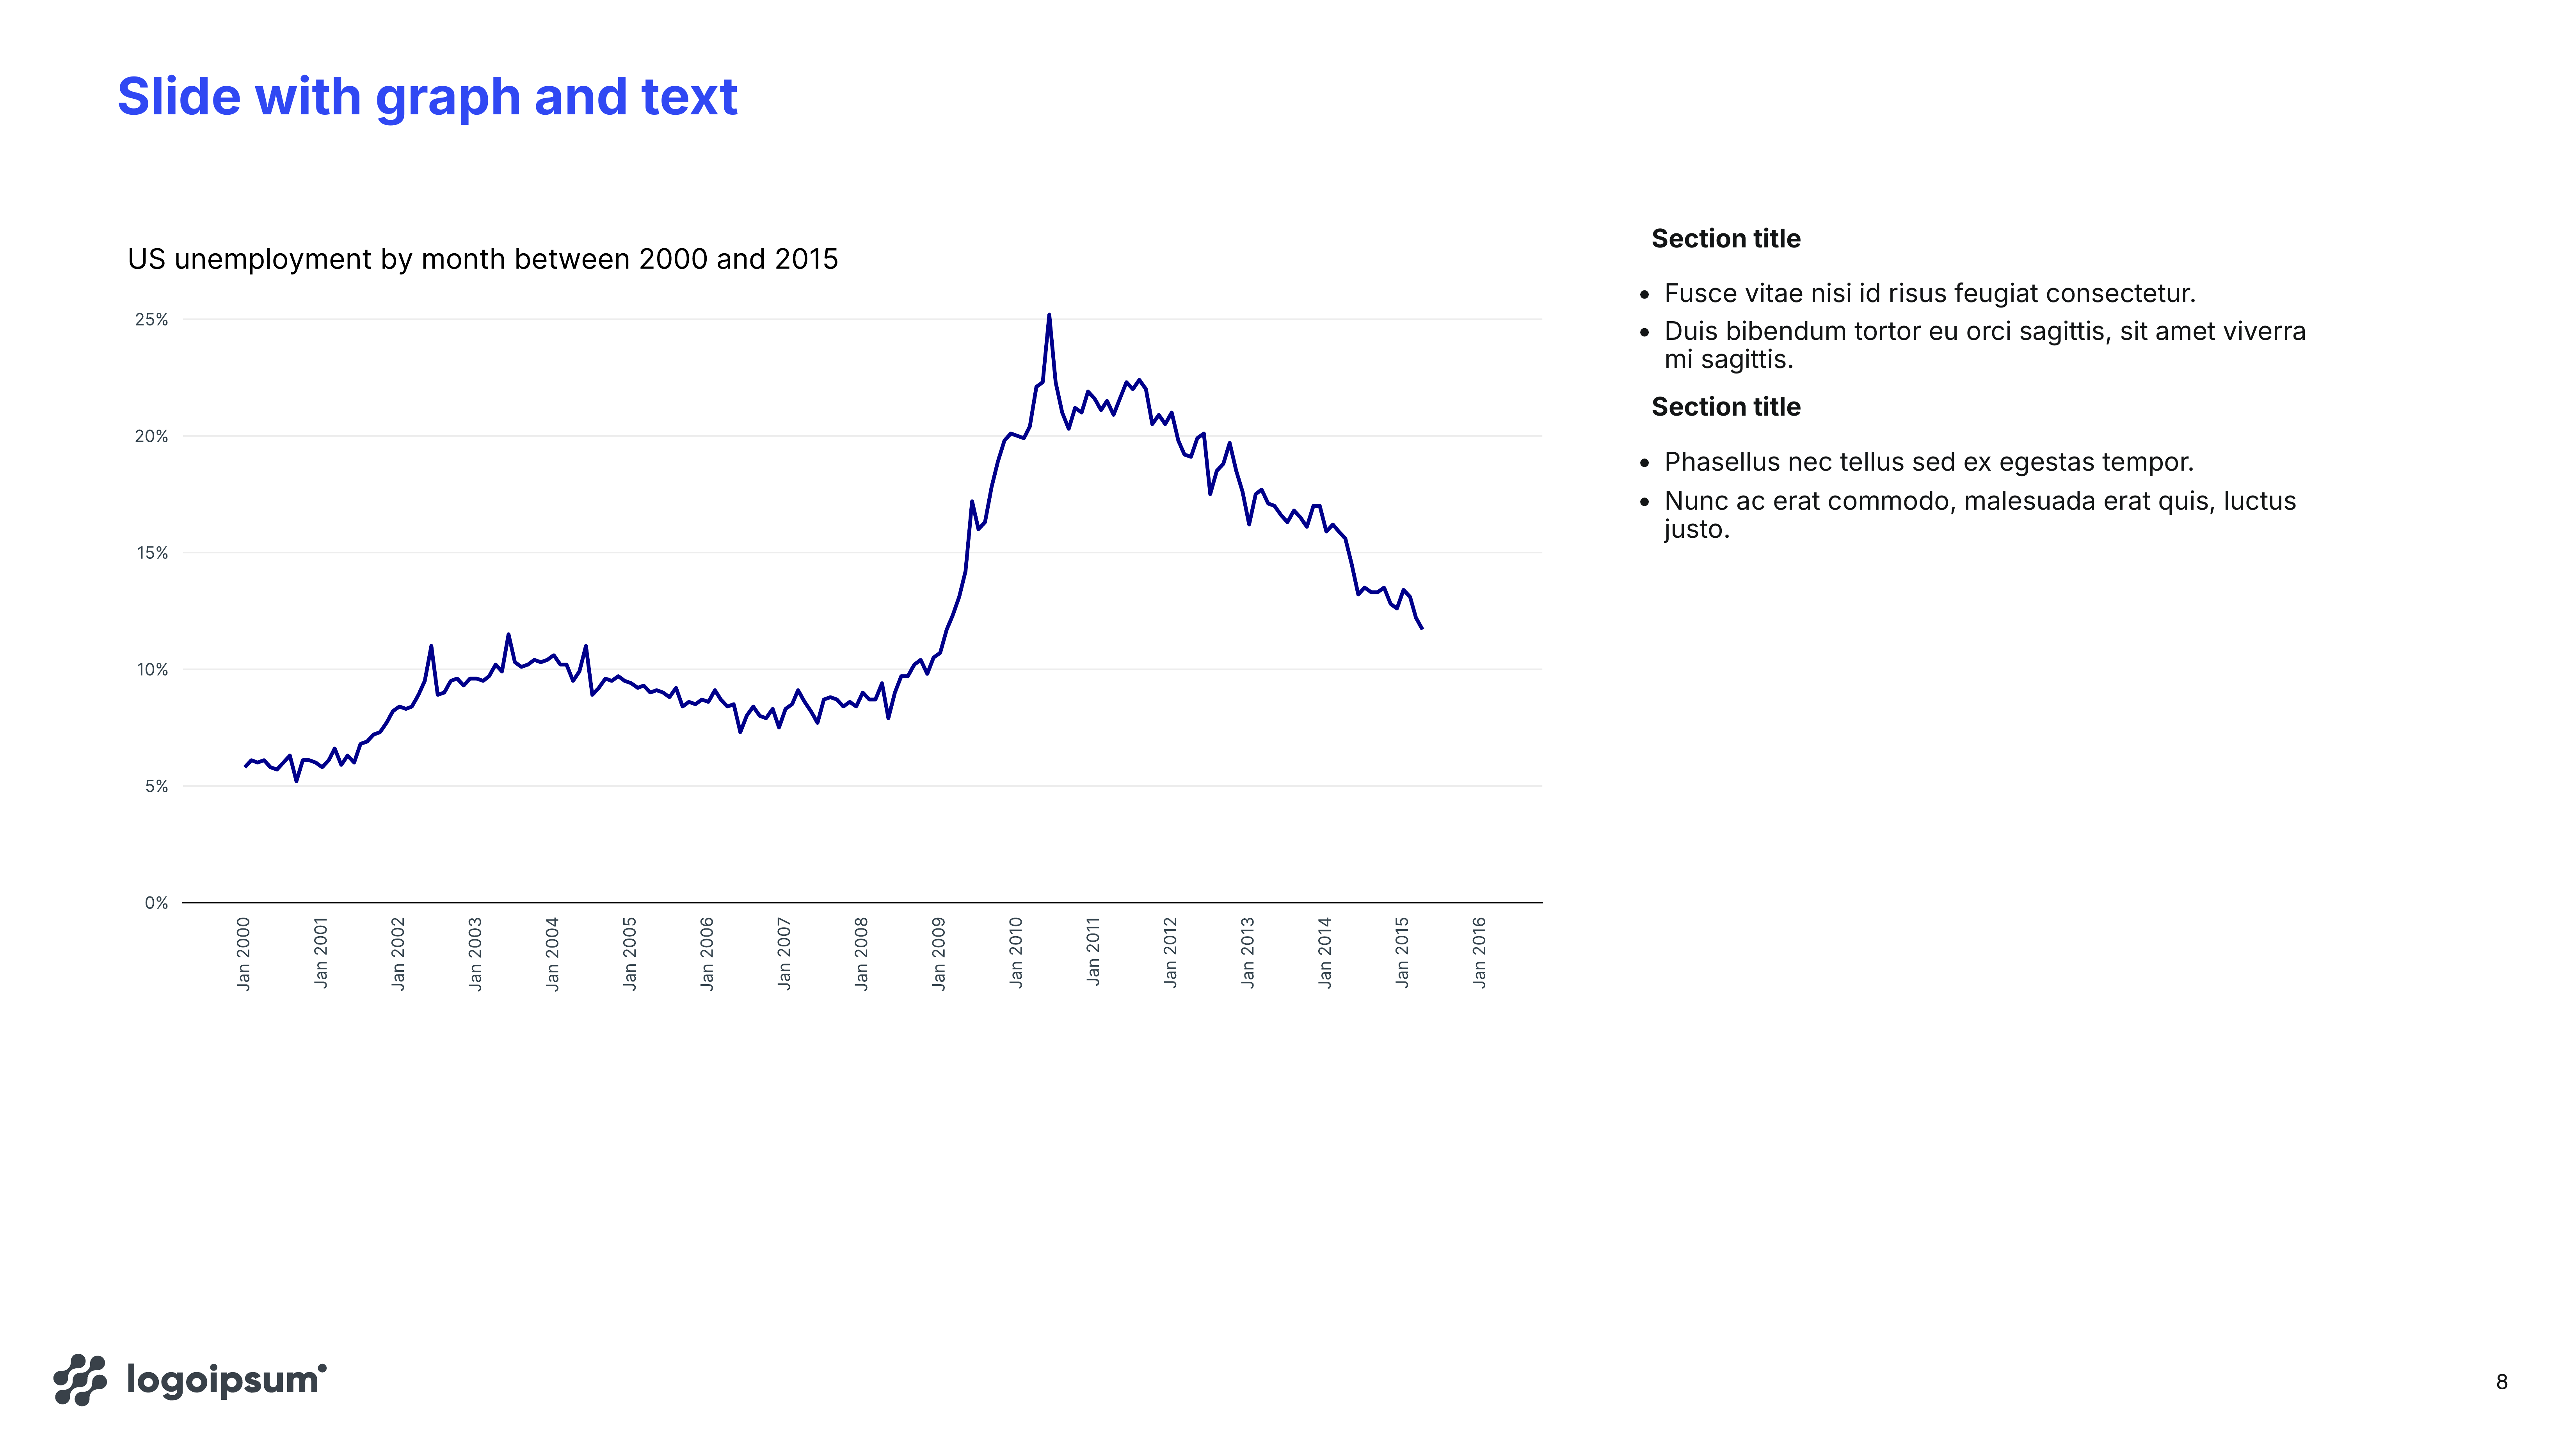 Slide with graph and text
US unemployment by month between 2000 and 2015
25%
20%
15%
10%
5%
0%
Jan 2000
Jan 2001
Jan 2002
Jan 2003
Jan 2004
Jan 2005
Jan 2006
Jan 2007
Jan 2008
Jan 2009
Jan 2010
Jan 2011
Jan 2012
Jan 2013
Jan 2014
Jan 2015
Jan 2016
Section title
• Fusce vitae nisi id risus feugiat consectetur.
• Duis bibendum tortor eu orci sagittis, sit amet viverra
mi sagittis.
Section title
• Phasellus nec tellus sed ex egestas tempor.
• Nunc ac erat commodo, malesuada erat quis, luctus
justo.
logoipsum
8